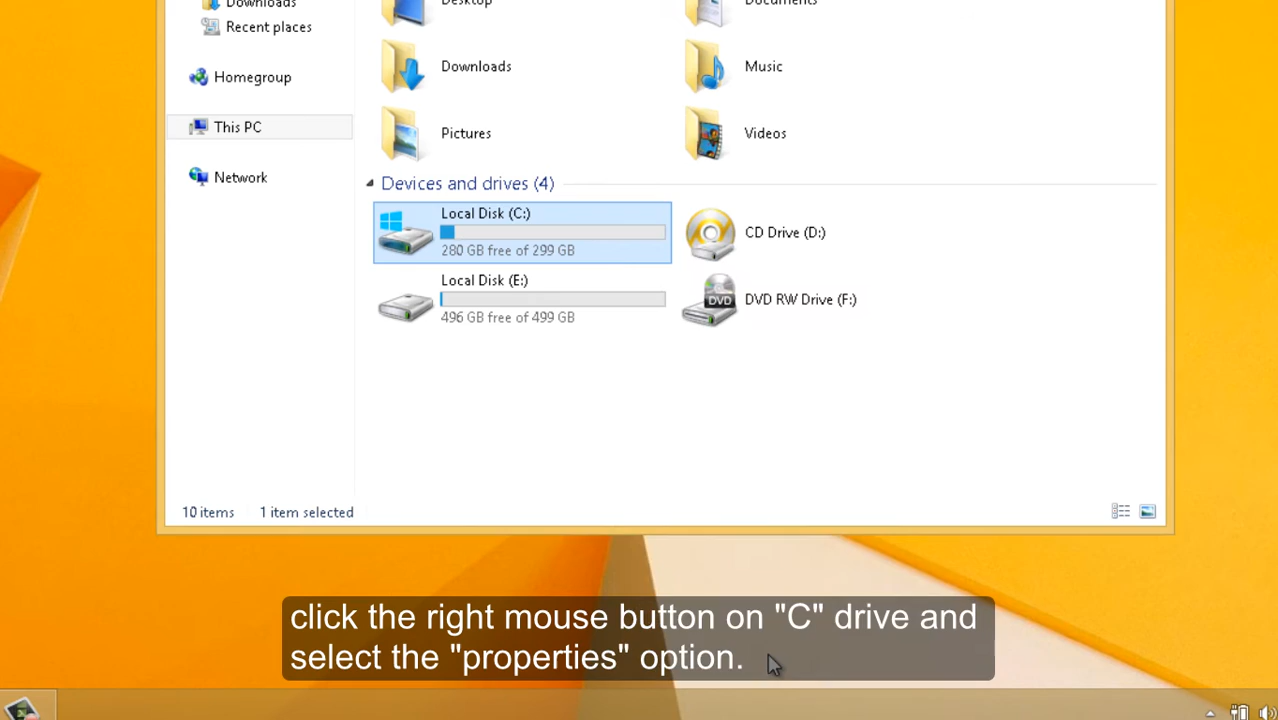 Downloads
Recent places
Desktop
Documents
Homegroup
Downloads
Music
This PC
Pictures
Videos
Network
Devices and drives (4)
Local Disk (C:)
280 GB free of 299 GB
CD Drive (D:)
Local Disk (E:)
496 GB free of 499 GB
DVD
DVD RW Drive (F:)
10 items
1 item selected
click the right mouse button on "C" drive and
select the "properties" option.